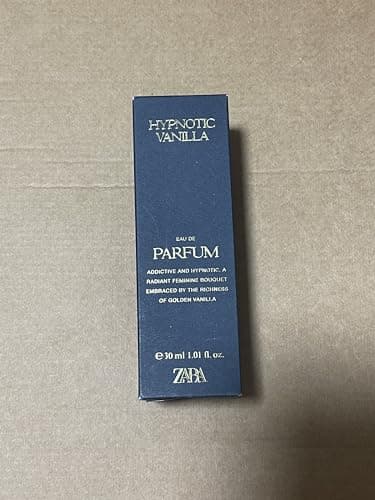 HYPNOTIC
VANILLA
EAU DE
PARFUM
ADDICTIVE AND HYPNOTIC, A
RADIANT FEMININE BOUQUET
EMBRACED BY THE RICHNESS
OF GOLDEN VANILLA
e 30 ml 1.01 fl. oz.
ZARA